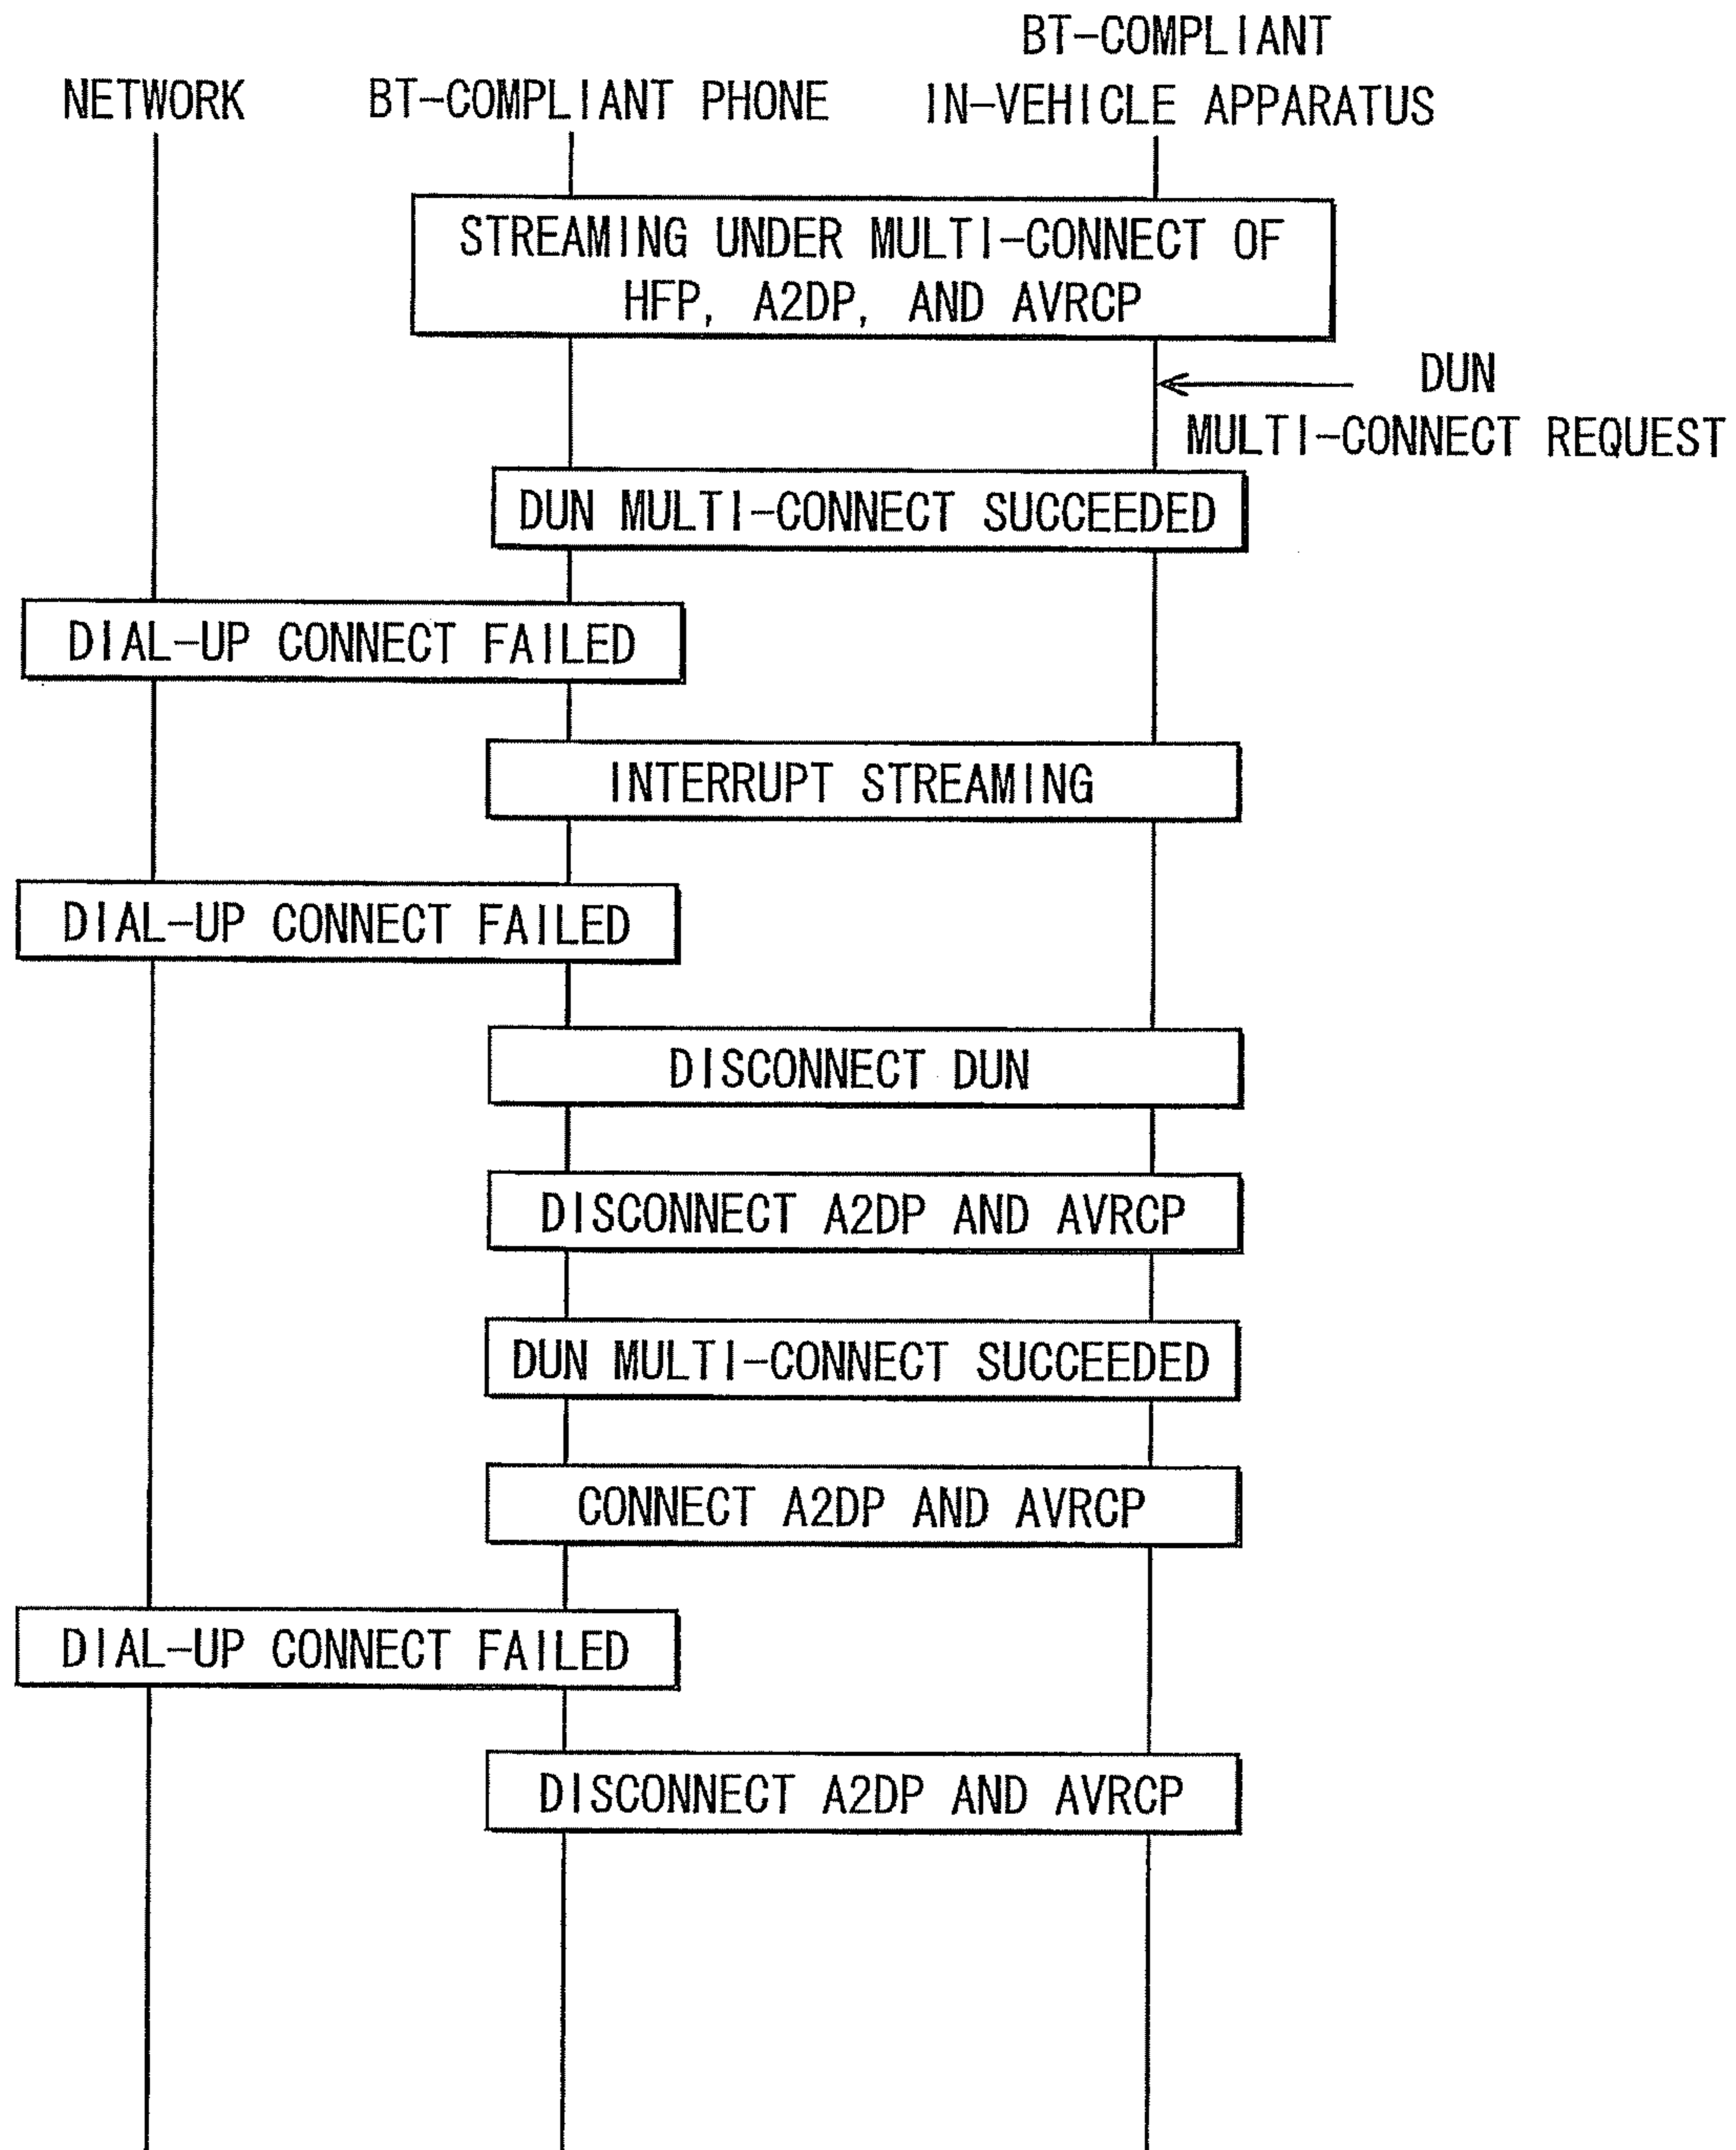 NETWORK
BT-COMPLIANT PHONE
BT-COMPLIANT
IN-VEHICLE APPARATUS
STREAMING UNDER MULTI-CONNECT OF
HFP, A2DP, AND AVRCP
DUN
MULTI-CONNECT REQUEST
DUN MULTI-CONNECT SUCCEEDED
DIAL-UP CONNECT FAILED
INTERRUPT STREAMING
DIAL-UP CONNECT FAILED
DISCONNECT DUN
DISCONNECT A2DP AND AVRCP
DUN MULTI-CONNECT SUCCEEDED
CONNECT A2DP AND AVRCP
DIAL-UP CONNECT FAILED
DISCONNECT A2DP AND AVRCP